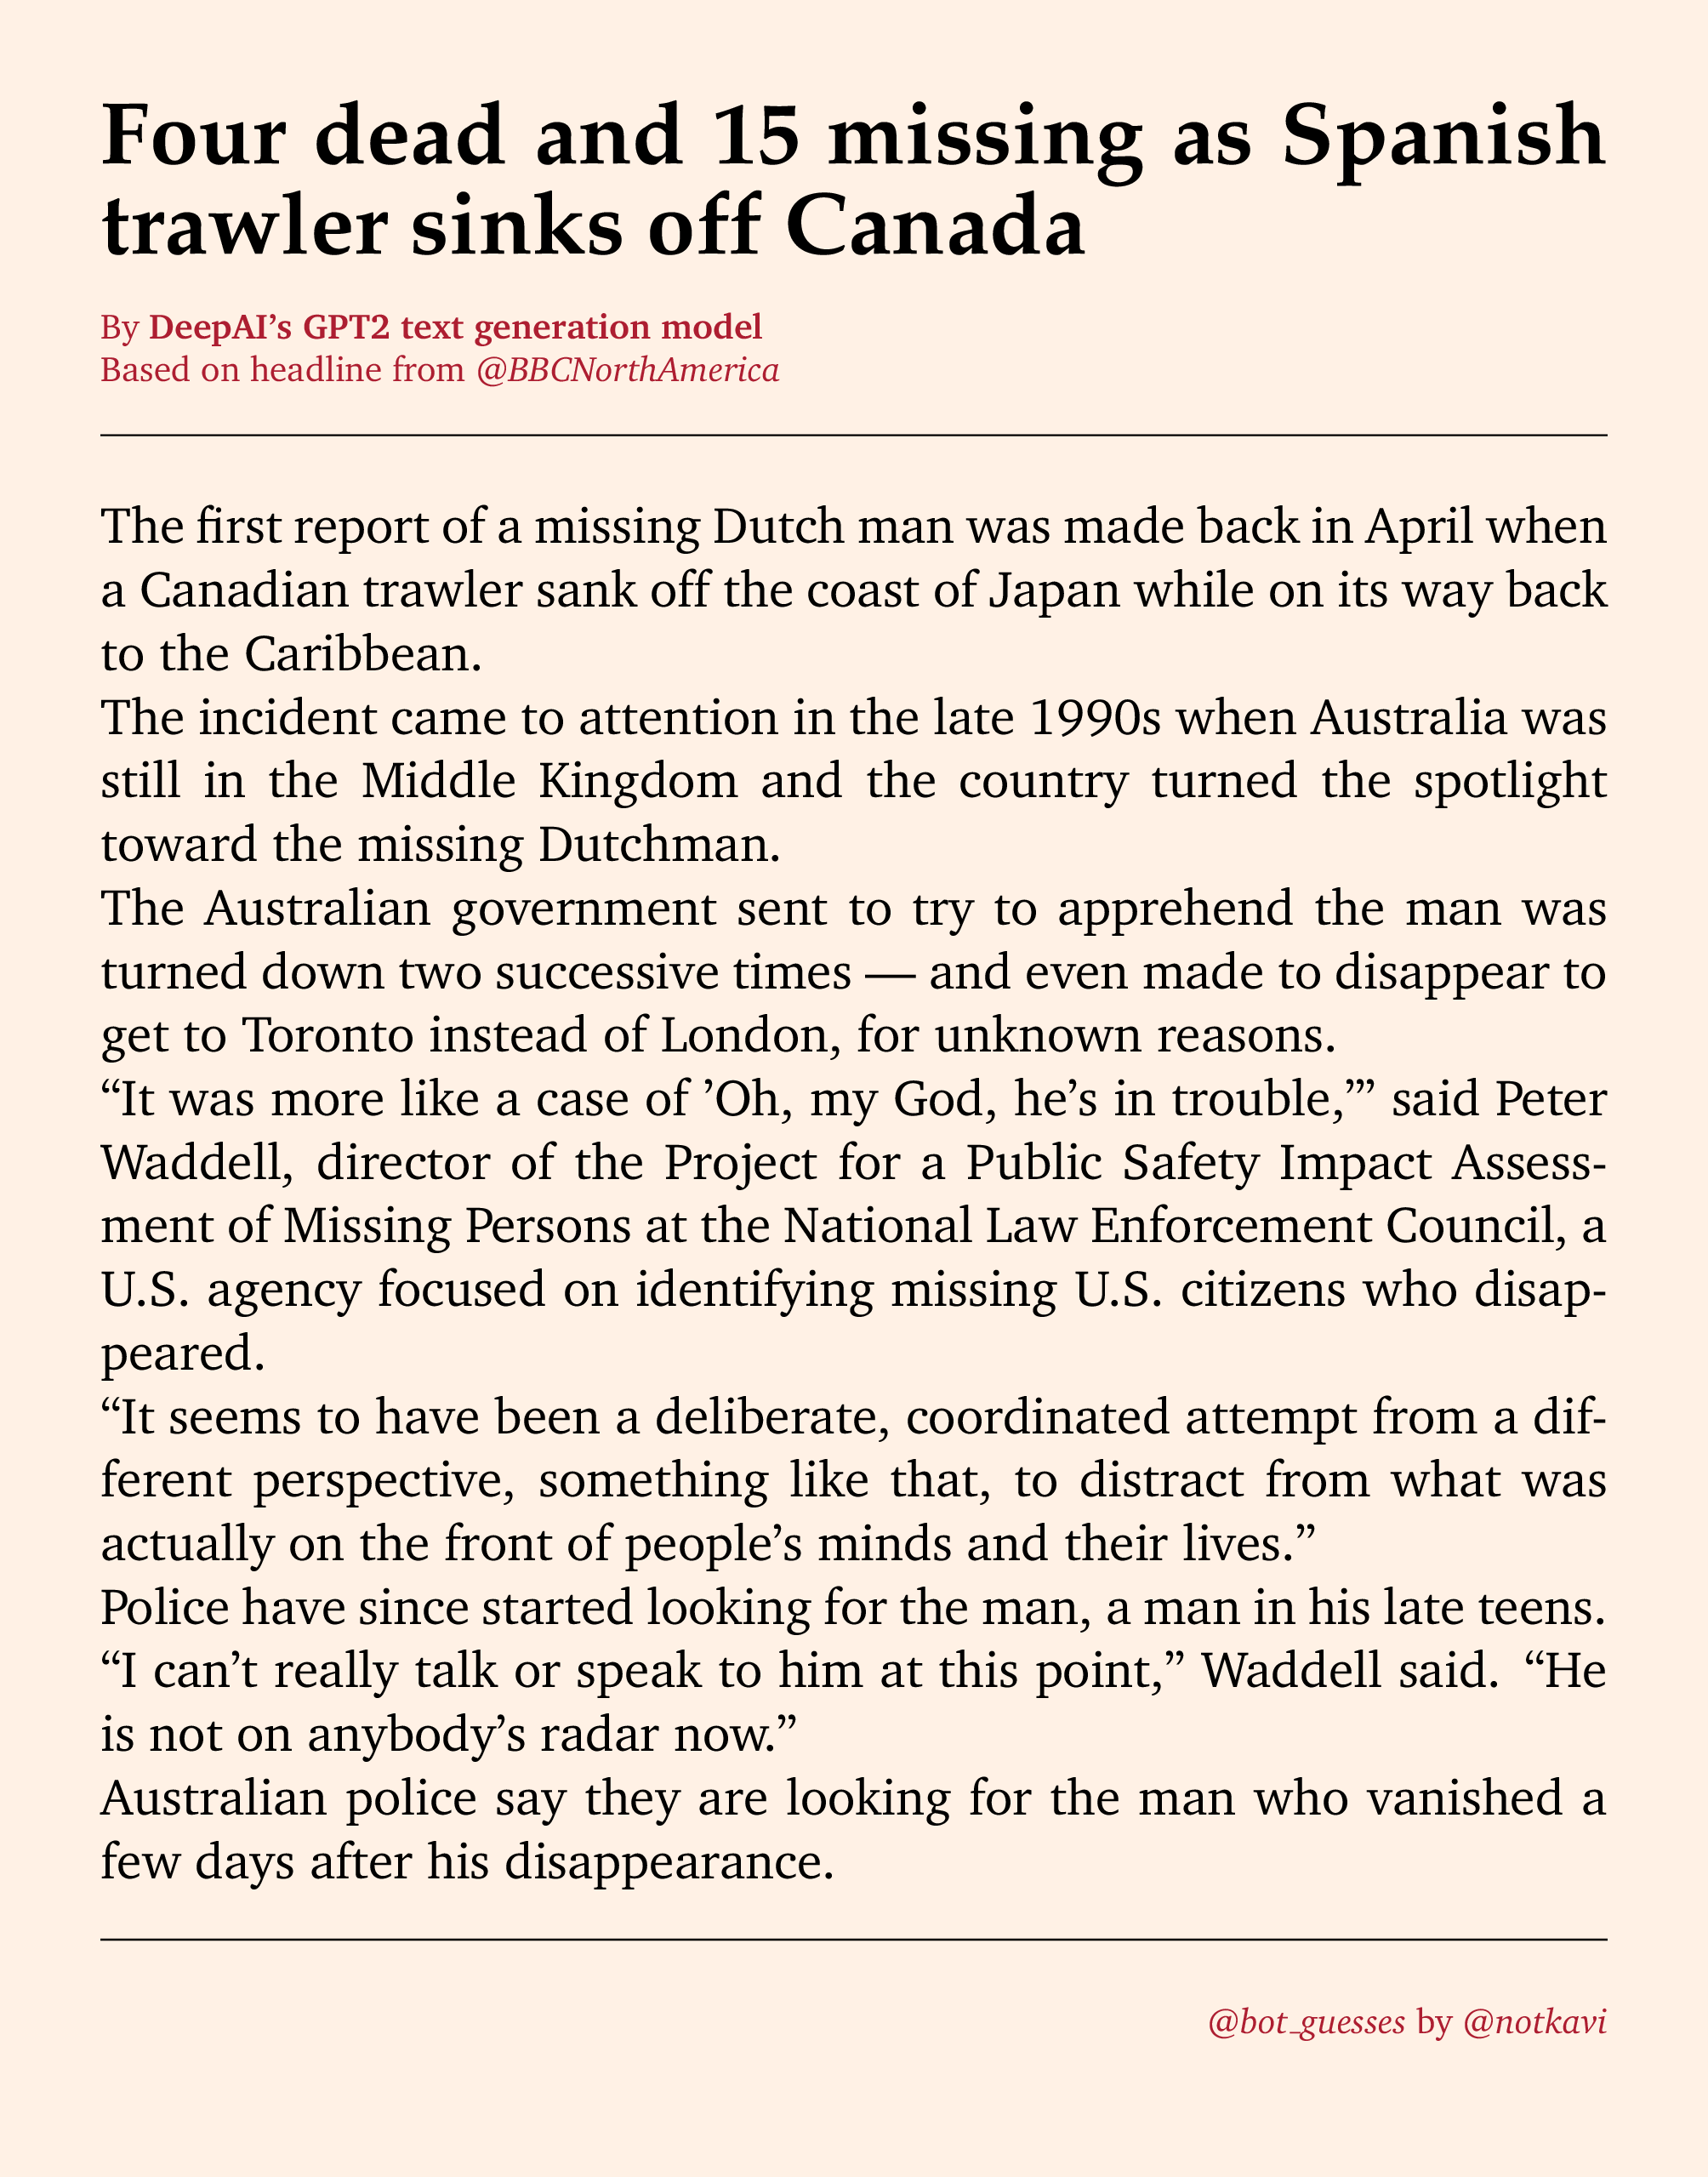 Four dead and 15 missing as Spanish
trawler sinks off Canada
By DeepAI’s GPT2 text generation model
Based on headline from @BBCNorthAmerica
The first report of a missing Dutch man was made back in April when
a Canadian trawler sank off the coast of Japan while on its way back
to the Caribbean.
The incident came to attention in the late 1990s when Australia was
still in the Middle Kingdom and the country turned the spotlight
toward the missing Dutchman.
The Australian government sent to try to apprehend the man was
turned down two successive times — and even made to disappear to
get to Toronto instead of London, for unknown reasons.
“It was more like a case of ’Oh, my God, he’s in trouble,’” said Peter
Waddell, director of the Project for a Public Safety Impact Assess-
ment of Missing Persons at the National Law Enforcement Council, a
U.S. agency focused on identifying missing U.S. citizens who disap-
peared.
“It seems to have been a deliberate, coordinated attempt from a dif-
ferent perspective, something like that, to distract from what was
actually on the front of people’s minds and their lives.”
Police have since started looking for the man, a man in his late teens.
“I can’t really talk or speak to him at this point,” Waddell said. “He
is not on anybody’s radar now.”
Australian police say they are looking for the man who vanished a
few days after his disappearance.
@bot_guesses by @notkavi